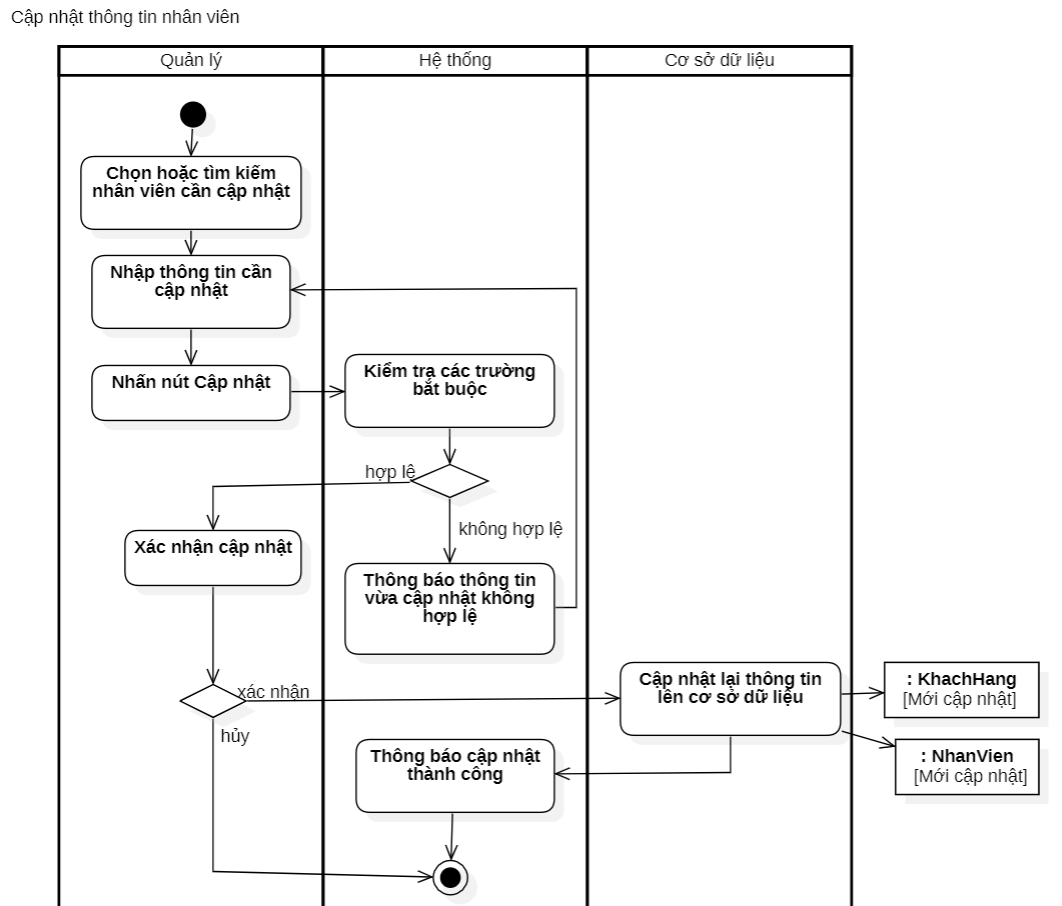 Cập nhật thông tin nhân viên
Quản lý
Hệ thống
Cơ sở dữ liệu
Chọn hoặc tìm kiếm
nhân viên cần cập nhật
Nhập thông tin cần
cập nhật
Nhấn nút Cập nhật
Kiểm tra các trường
bắt buộc
hợp lệ
không hợp lệ
Xác nhận cập nhật
Thông báo thông tin
vừa cập nhật không
hợp lệ
xác nhận
hủy
Cập nhật lại thông tin
lên cơ sở dữ liệu
: KhachHang
[Mới cập nhật]
: NhanVien
[Mới cập nhật]
Thông báo cập nhật
thành công